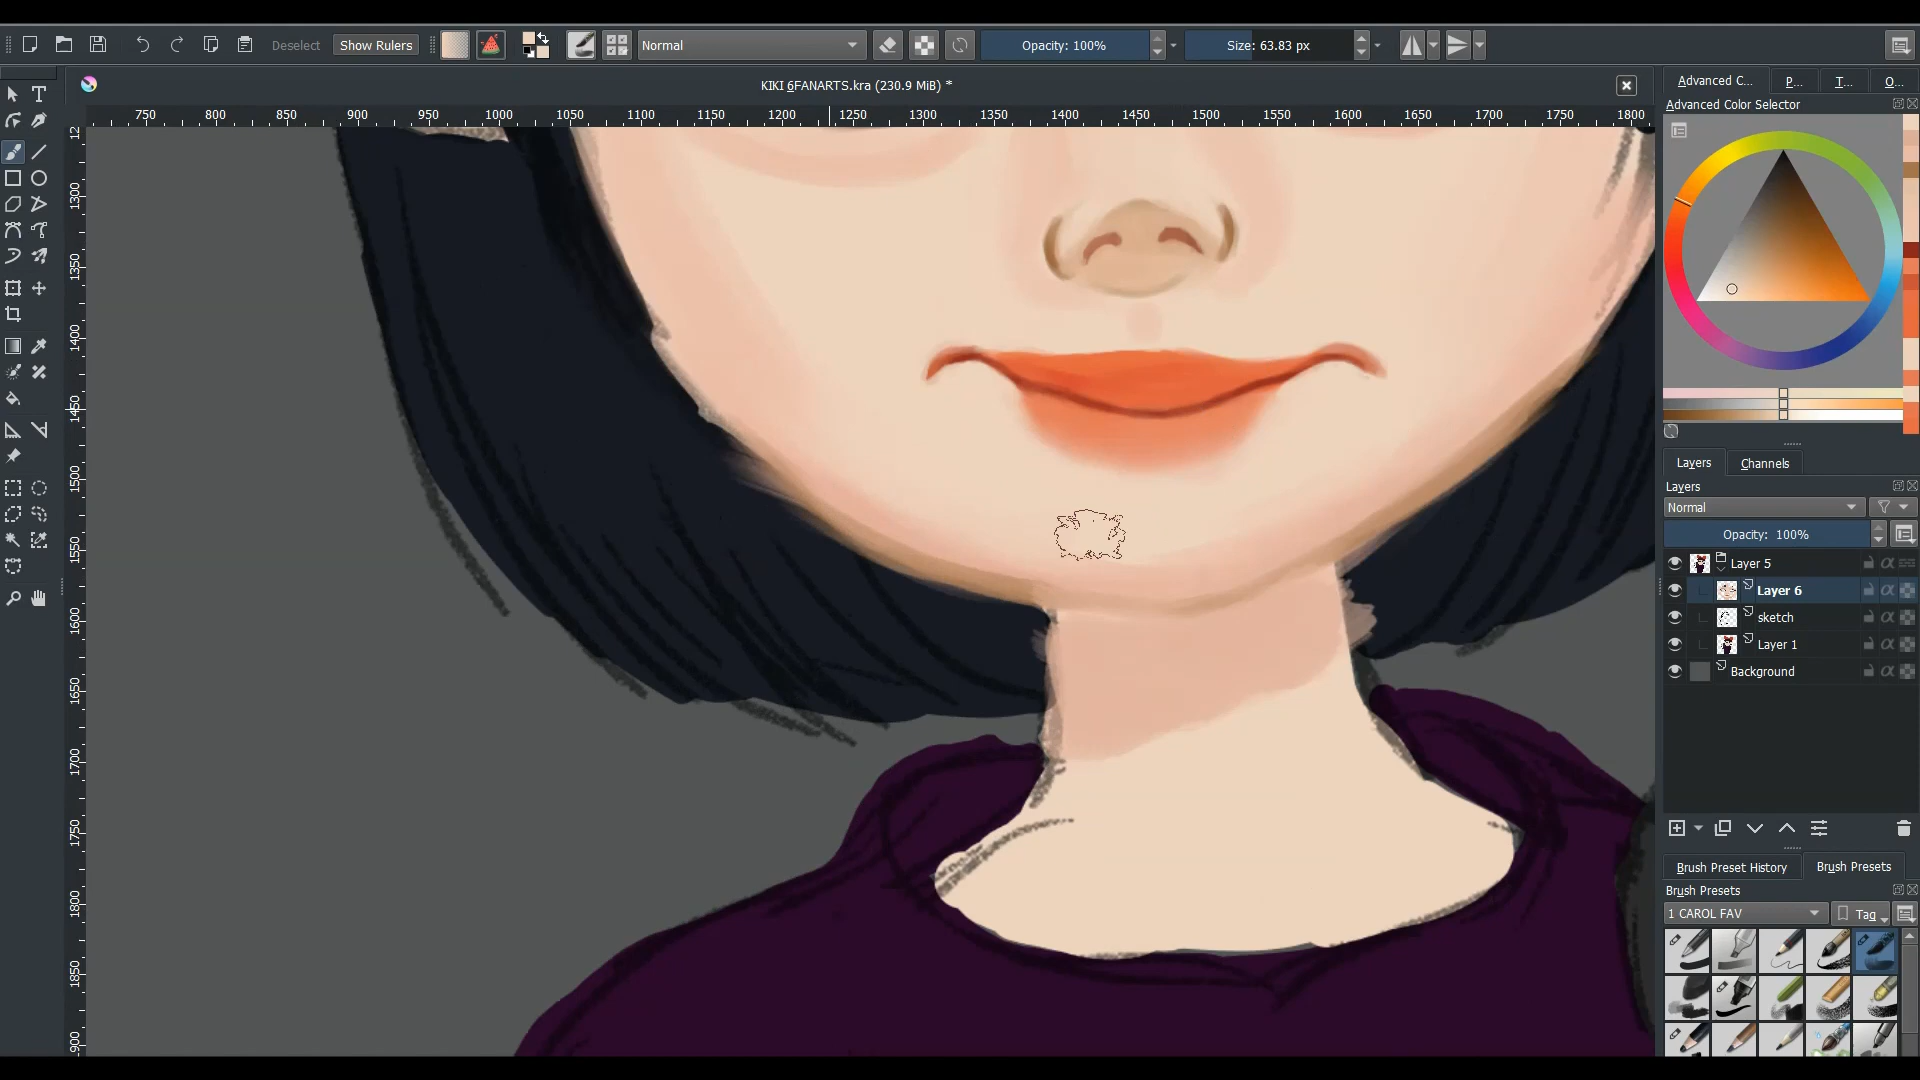 Deselect
Show Rulers
Normal
Opacity: 100%
Size: 63.83 px
KIKI 6FANARTS.kra (230.9 MiB) *
Advanced C...
P...
T...
O...
Advanced Color Selector
750 800 850 900 950 1000 1050 1100 1150 1200 1250 1300 1350 1400 1450 1500 1550 1600 1650 1700 1750 1800
12
1300
1350
1400
1450
1500
1550
1600
1650
1700
1750
1800
1850
900
Layers
Channels
Layers
Normal
Opacity: 100%
Layer 5
Layer 6
sketch
Layer 1
Background
Brush Preset History
Brush Presets
Brush Presets
1 CAROL FAV
Tag